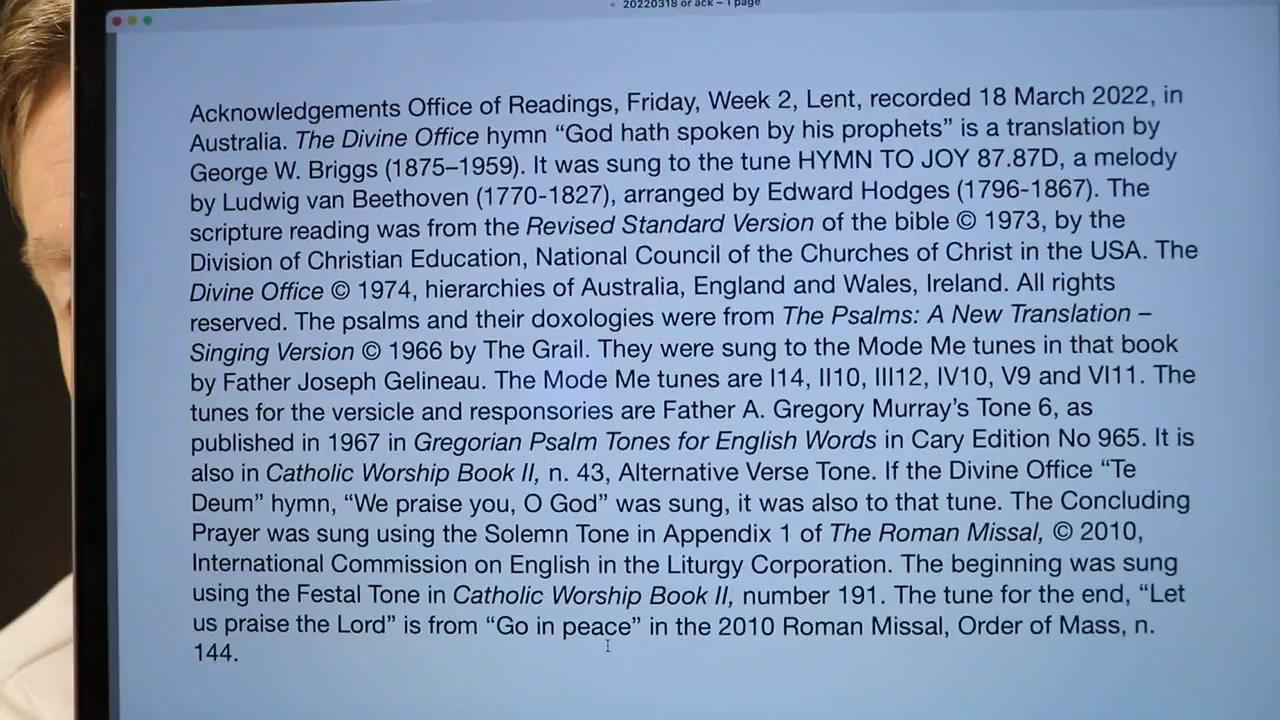 20220318 or ack – 1 page
Acknowledgements Office of Readings, Friday, Week 2, Lent, recorded 18 March 2022, in
Australia. The Divine Office hymn “God hath spoken by his prophets” is a translation by
George W. Briggs (1875–1959). It was sung to the tune HYMN TO JOY 87.87D, a melody
by Ludwig van Beethoven (1770-1827), arranged by Edward Hodges (1796-1867). The
scripture reading was from the Revised Standard Version of the bible © 1973, by the
Division of Christian Education, National Council of the Churches of Christ in the USA. The
Divine Office © 1974, hierarchies of Australia, England and Wales, Ireland. All rights
reserved. The psalms and their doxologies were from The Psalms: A New Translation –
Singing Version © 1966 by The Grail. They were sung to the Mode Me tunes in that book
by Father Joseph Gelineau. The Mode Me tunes are I14, II10, III12, IV10, V9 and VI11. The
tunes for the versicle and responsories are Father A. Gregory Murray’s Tone 6, as
published in 1967 in Gregorian Psalm Tones for English Words in Cary Edition No 965. It is
also in Catholic Worship Book II, n. 43, Alternative Verse Tone. If the Divine Office “Te
Deum” hymn, “We praise you, O God” was sung, it was also to that tune. The Concluding
Prayer was sung using the Solemn Tone in Appendix 1 of The Roman Missal, © 2010,
International Commission on English in the Liturgy Corporation. The beginning was sung
using the Festal Tone in Catholic Worship Book II, number 191. The tune for the end, “Let
us praise the Lord” is from “Go in peace” in the 2010 Roman Missal, Order of Mass, n.
144.